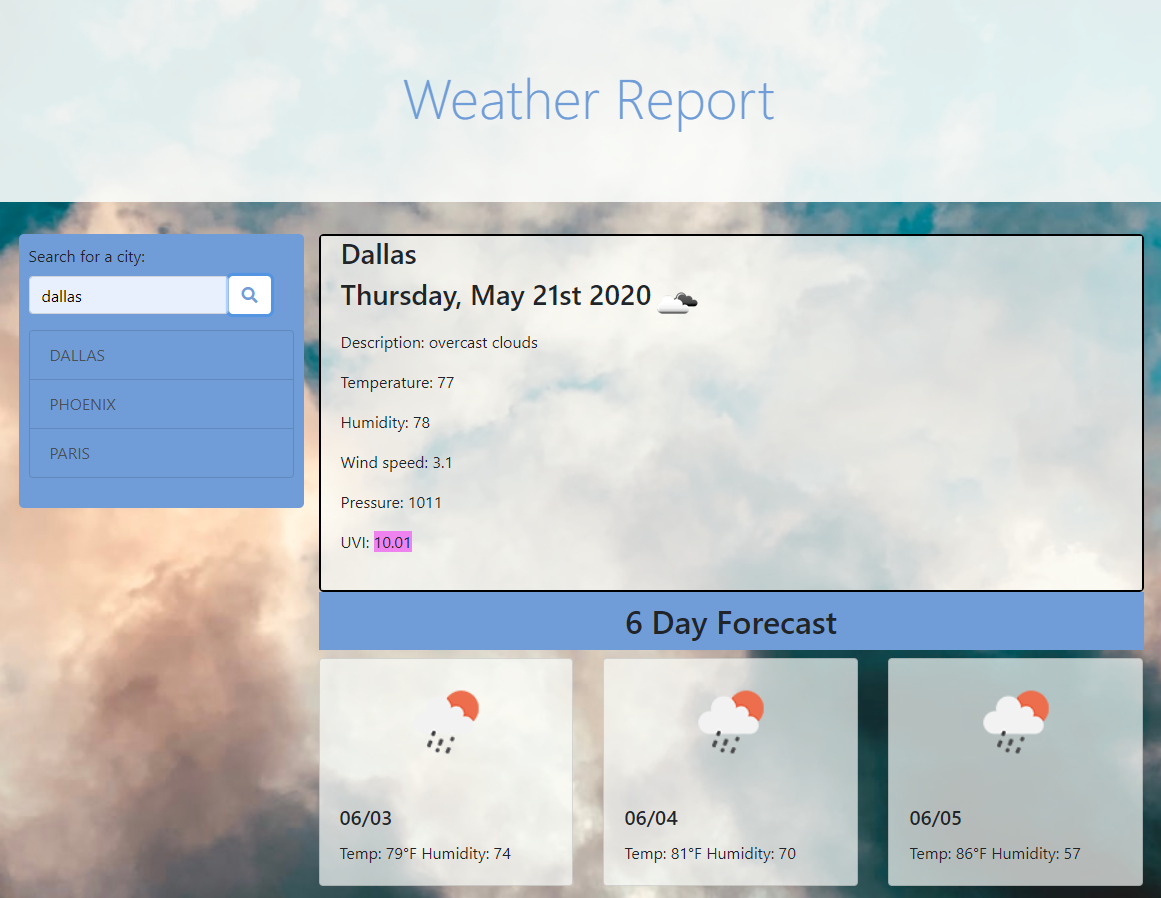 Weather Report
Search for a city:
dallas
DALLAS
PHOENIX
PARIS
Dallas
Thursday, May 21st 2020
Description: overcast clouds
Temperature: 77
Humidity: 78
Wind speed: 3.1
Pressure: 1011
UVI: 10.01
6 Day Forecast
06/03
Temp: 79°F Humidity: 74
06/04
Temp: 81°F Humidity: 70
06/05
Temp: 86°F Humidity: 57